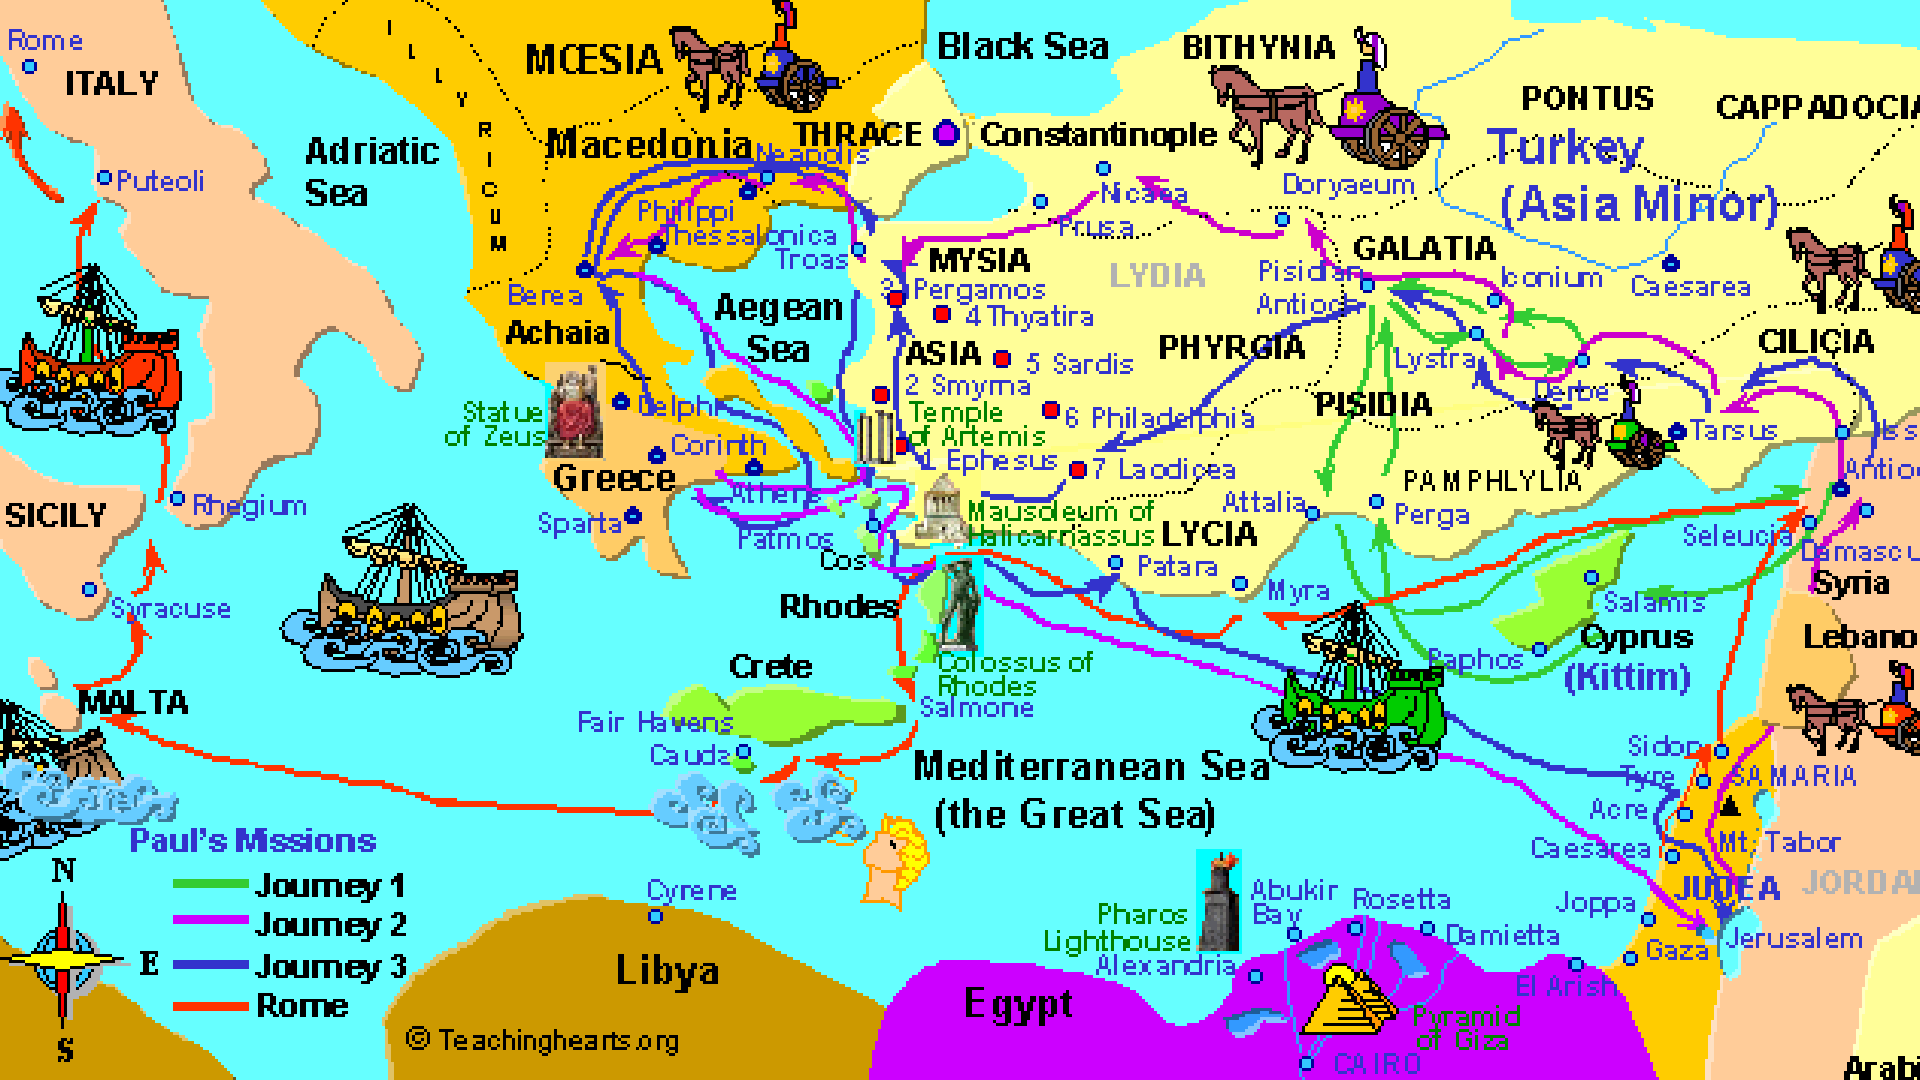 Rome
ITALY
Puteoli
Adriatic
Sea
ILLYRICUM
MŒSIA
Macedonia
THRACE
Neapolis
Philippi
Thessalonica
Troas
Berea
Achaia
Aegean
Sea
Black Sea
Constantinople
BITHYNIA
Nicaea
Prusa
Doryaeum
PONTUS
CAPPADOCIA
Turkey
(Asia Minor)
GALATIA
MYSIA
LYDIA
3 Pergamos
4 Thyatira
ASIA
5 Sardis
PHYRGIA
2 Smyrna
6 Philadelphia
Temple
of Artemis
1 Ephesus
7 Laodicea
Pisidian
Antioch
Iconium
Caesarea
Lystra
Derbe
CILICIA
PISIDIA
Tarsus
Issus
Antioc
PAMPHLYLIA
Attalia
Perga
LYCIA
Patara
Myra
Mausoleum of
Halicarnassus
Statue
of Zeus
Delphi
Corinth
Greece
Athens
Sparta
Patmos
Cos
Rhodes
Colossus of
Rhodes
Crete
Fair Havens
Cauda
Salmone
SICILY
Rhegium
Syracuse
MALTA
Seleucia
Damascu
Syria
Salamis
Cyprus
(Kittim)
Paphos
Lebano
Mediterranean Sea
(the Great Sea)
Sidon
Tyre
SAMARIA
Acre
Mt. Tabor
Caesarea
JUDEA
JORDAN
Joppa
Jerusalem
Gaza
El Arish
Paul's Missions
N
E
S
Journey 1
Journey 2
Journey 3
Rome
Cyrene
Libya
© Teachinghearts.org
Egypt
Pharos
Lighthouse
Alexandria
Abukir
Bay
Rosetta
Damietta
Pyramid
of Giza
CAIRO
Arabi